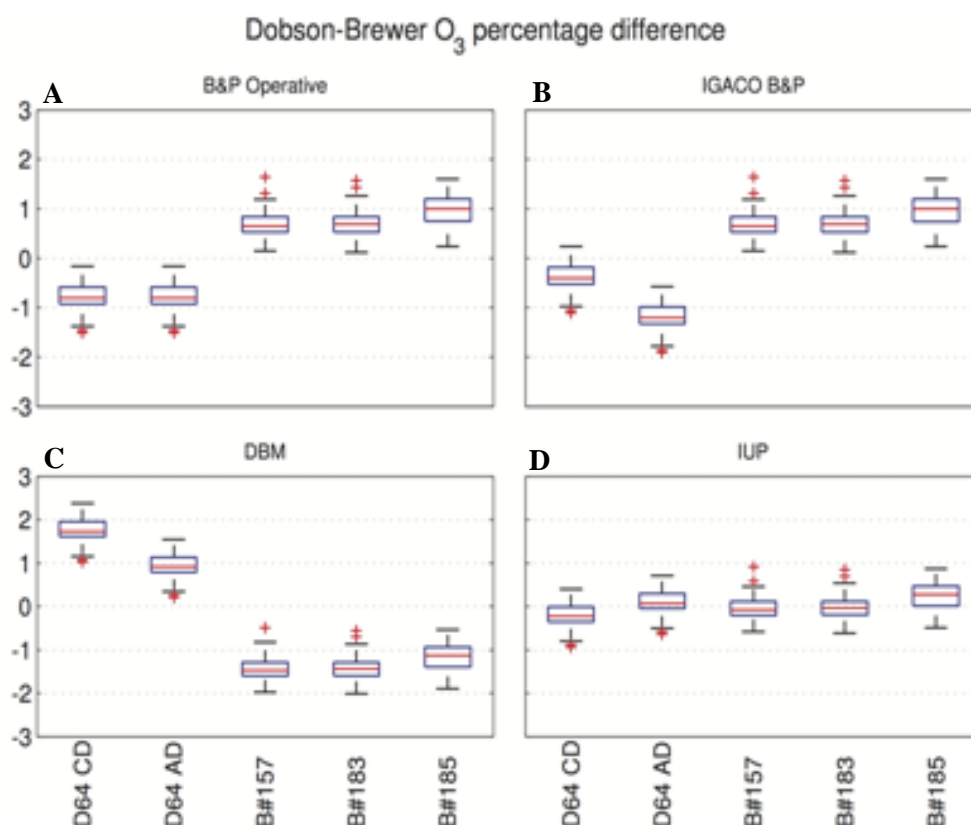 Dobson-Brewer O3 percentage difference
A B&P Operative
B IGACO B&P
3
2
1
0
-1
-2
-3
C DBM
D IUP
3
2
1
0
-1
-2
-3
D64 CD
D64 AD
B#157
B#183
B#185
D64 CD
D64 AD
B#157
B#183
B#185